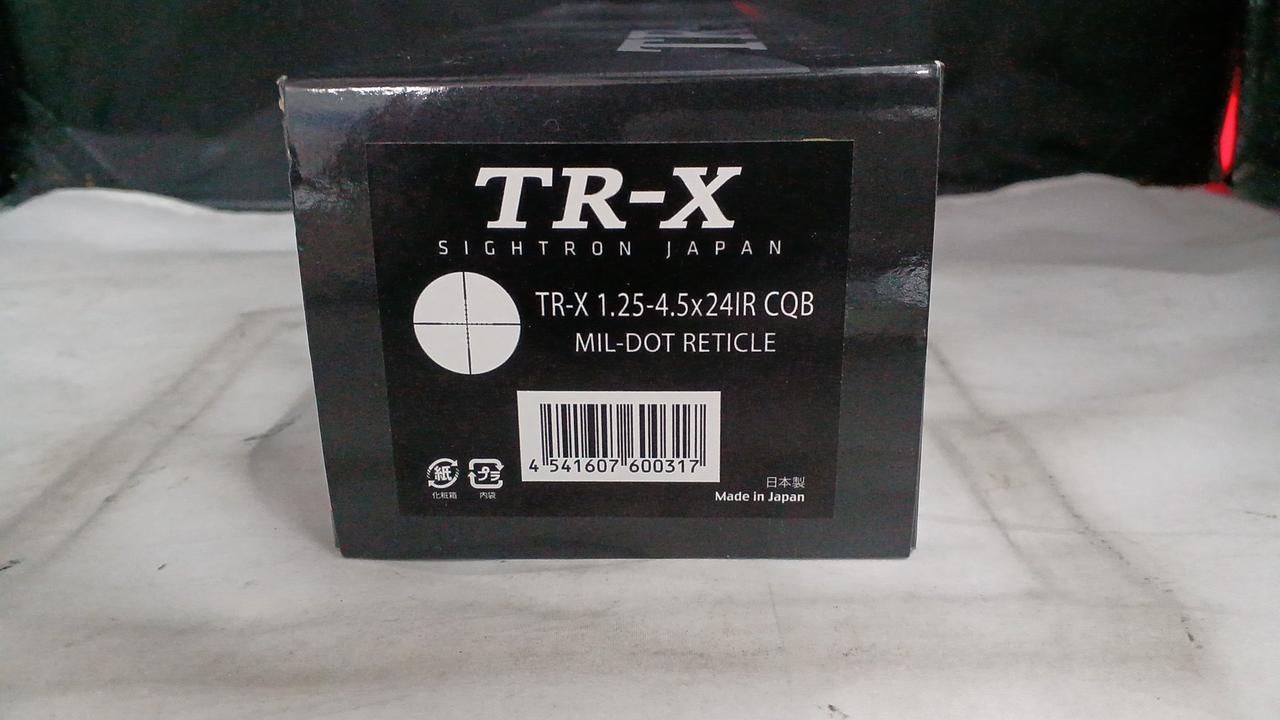 TR-X
SIGHTRON JAPAN
TR-X 1.25-4.5x24IR CQB
MIL-DOT RETICLE
4 541607 600317
紙
プラ
化粧箱
内袋
日本製
Made in Japan